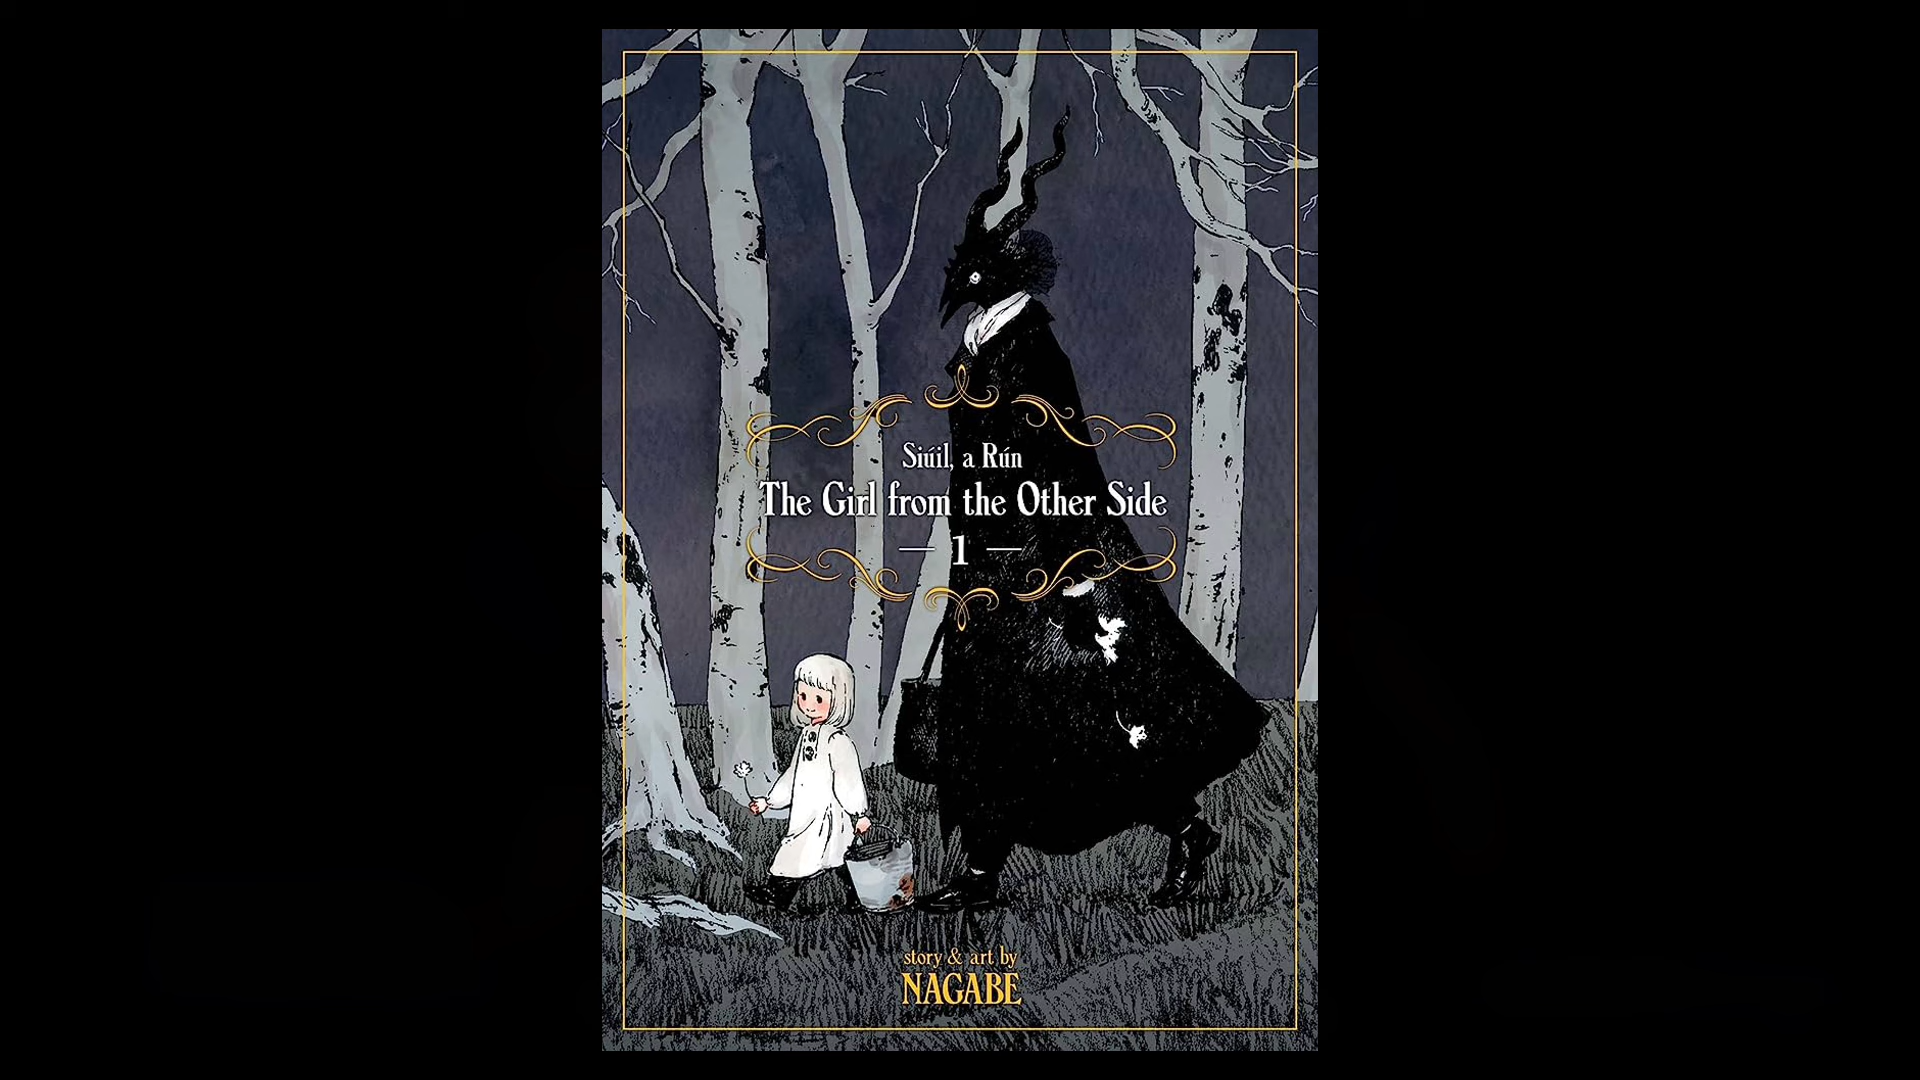 Siúil, a Rún
The Girl from the Other Side
— 1 —
story & art by
NAGABE